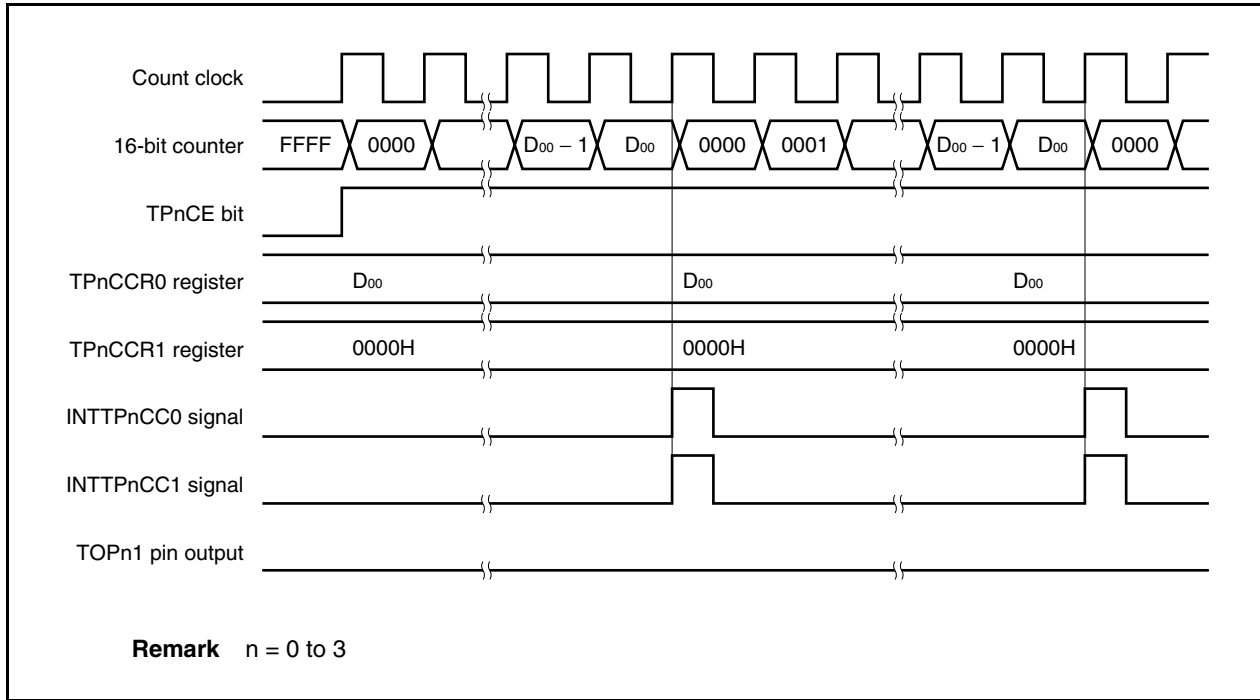 Count clock
16-bit counter FFFF 0000 D00 – 1 D00 0000 0001 D00 – 1 D00 0000
TPnCE bit
TPnCCR0 register D00 D00 D00
TPnCCR1 register 0000H 0000H 0000H
INTTPnCC0 signal
INTTPnCC1 signal
TOPn1 pin output
Remark n = 0 to 3